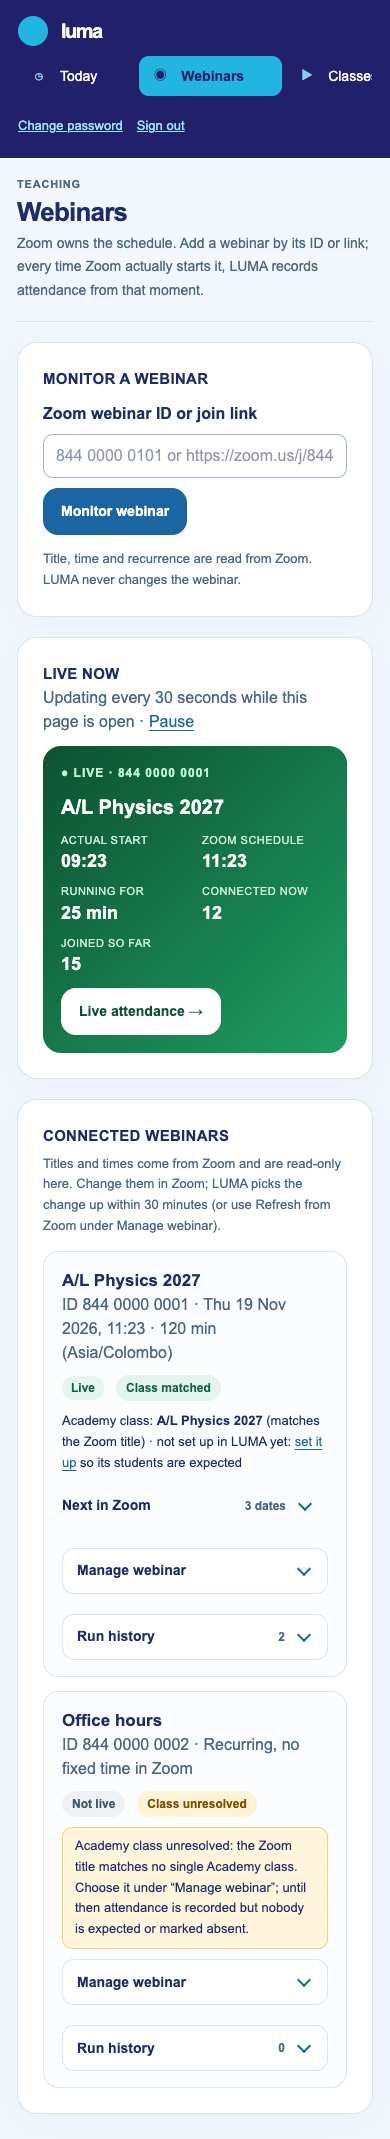 luma
Today
Webinars
Classes
Change password Sign out
TEACHING
Webinars
Zoom owns the schedule. Add a webinar by its ID or link;
every time Zoom actually starts it, LUMA records
attendance from that moment.
MONITOR A WEBINAR
Zoom webinar ID or join link
844 0000 0101 or https://zoom.us/j/844
Monitor webinar
Title, time and recurrence are read from Zoom.
LUMA never changes the webinar.
LIVE NOW
Updating every 30 seconds while this
page is open · Pause
● LIVE · 844 0000 0001
A/L Physics 2027
ACTUAL START
09:23
ZOOM SCHEDULE
11:23
RUNNING FOR
25 min
CONNECTED NOW
12
JOINED SO FAR
15
Live attendance →
CONNECTED WEBINARS
Titles and times come from Zoom and are read-only
here. Change them in Zoom; LUMA picks the
change up within 30 minutes (or use Refresh from
Zoom under Manage webinar).
A/L Physics 2027
ID 844 0000 0001 · Thu 19 Nov
2026, 11:23 · 120 min
(Asia/Colombo)
Live
Class matched
Academy class: A/L Physics 2027 (matches
the Zoom title) · not set up in LUMA yet: set it
up so its students are expected
Next in Zoom 3 dates
Manage webinar
Run history 2
Office hours
ID 844 0000 0002 · Recurring, no
fixed time in Zoom
Not live
Class unresolved
Academy class unresolved: the Zoom
title matches no single Academy class.
Choose it under “Manage webinar”; until
then attendance is recorded but nobody
is expected or marked absent.
Manage webinar
Run history 0